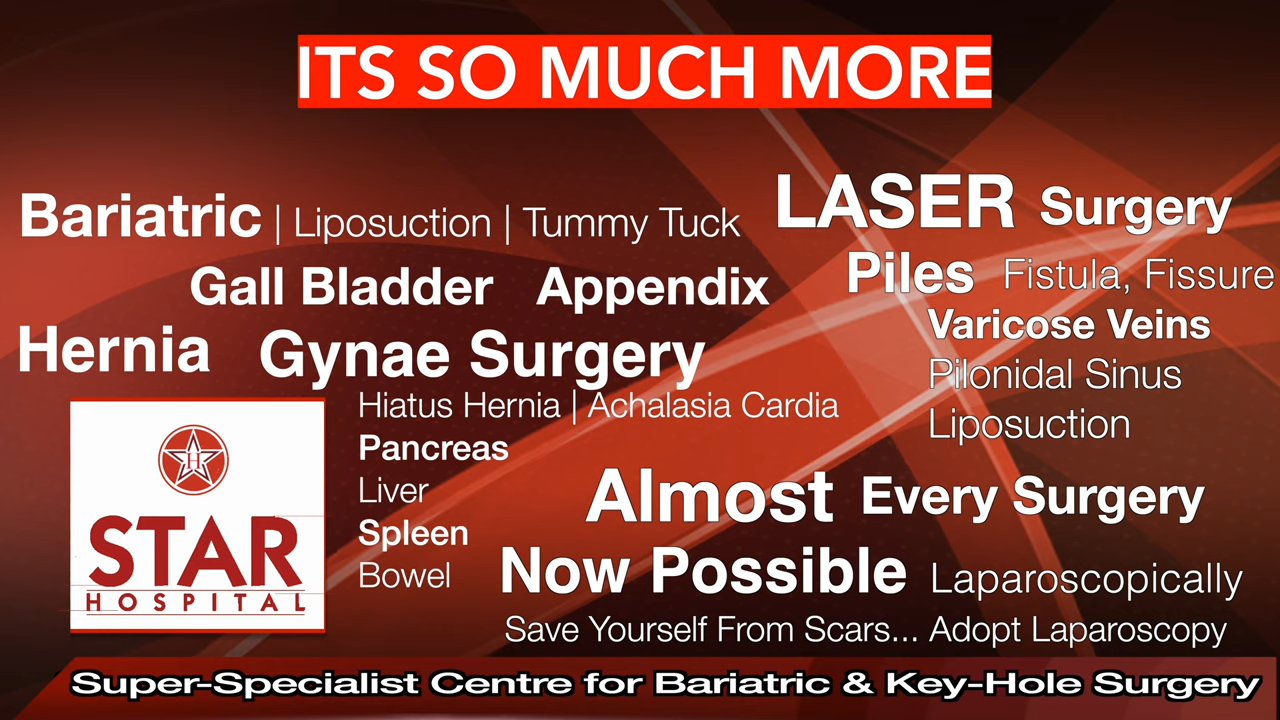 ITS SO MUCH MORE
Bariatric | Liposuction | Tummy Tuck
Gall Bladder Appendix
Hernia Gynae Surgery
Hiatus Hernia | Achalasia Cardia
Pancreas
Liver
Spleen
Bowel
LASER Surgery
Piles Fistula, Fissure
Varicose Veins
Pilonidal Sinus
Liposuction
Almost Every Surgery
Now Possible Laparoscopically
Save Yourself From Scars... Adopt Laparoscopy
H
STAR
HOSPITAL
Super-Specialist Centre for Bariatric & Key-Hole Surgery